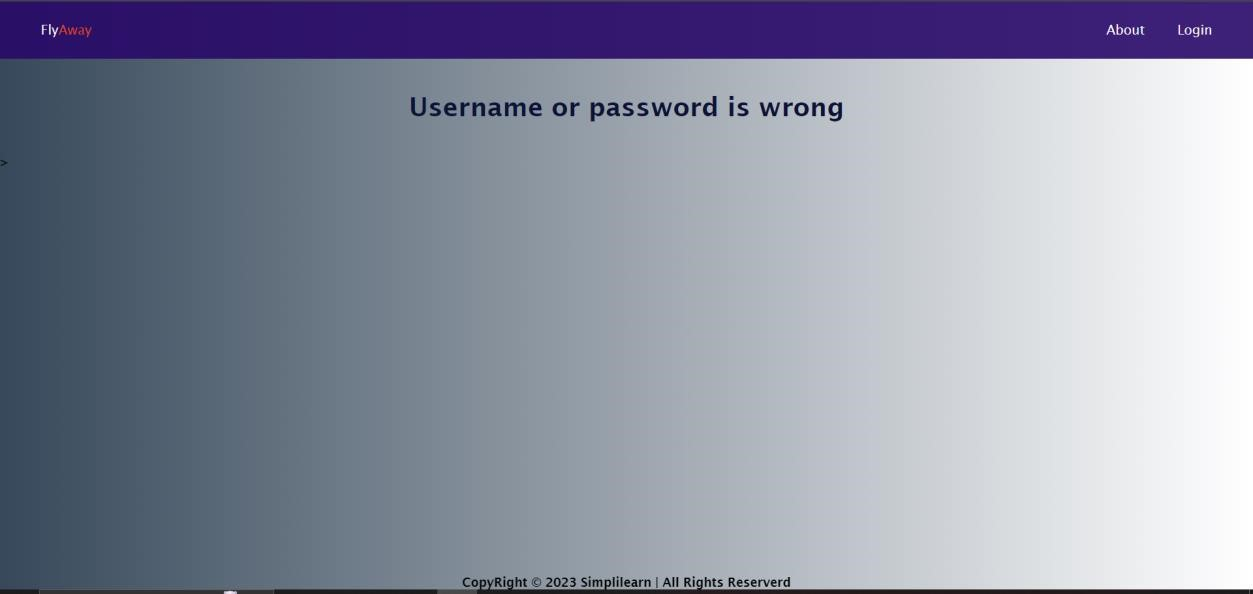 FlyAway About Login
Username or password is wrong
>
CopyRight © 2023 Simplilearn | All Rights Reserverd